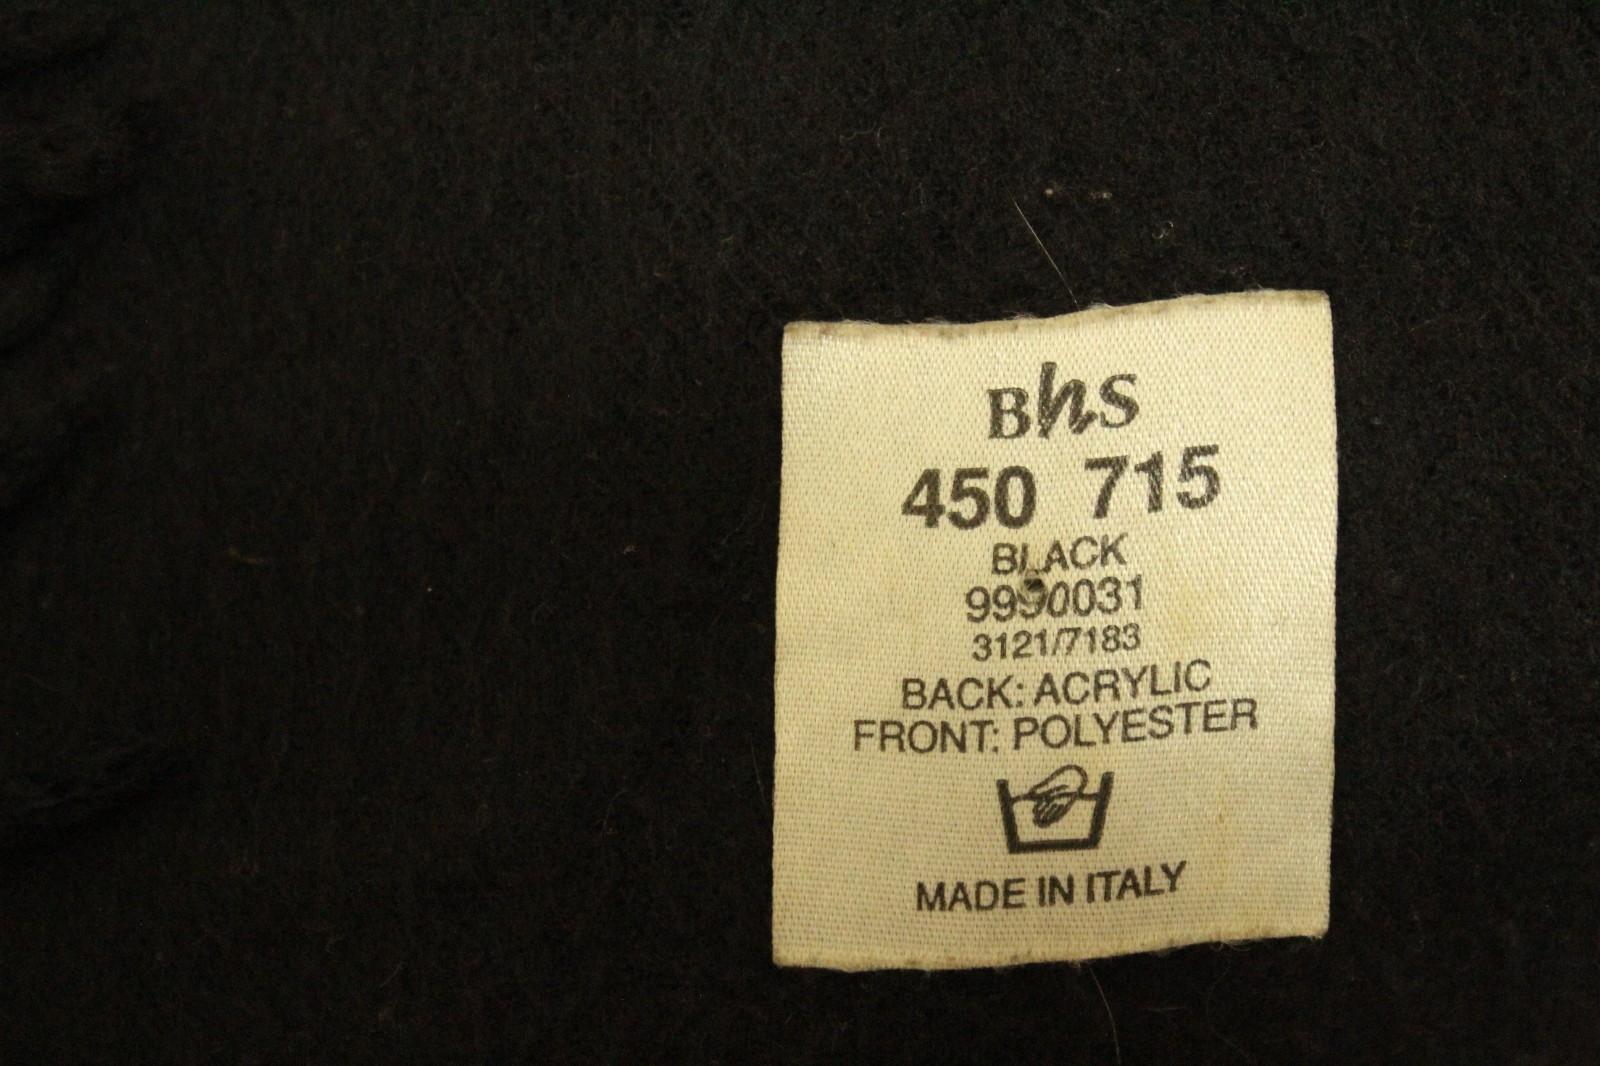 BhS
450 715
BLACK
9990031
3121/7183
BACK: ACRYLIC
FRONT: POLYESTER
MADE IN ITALY